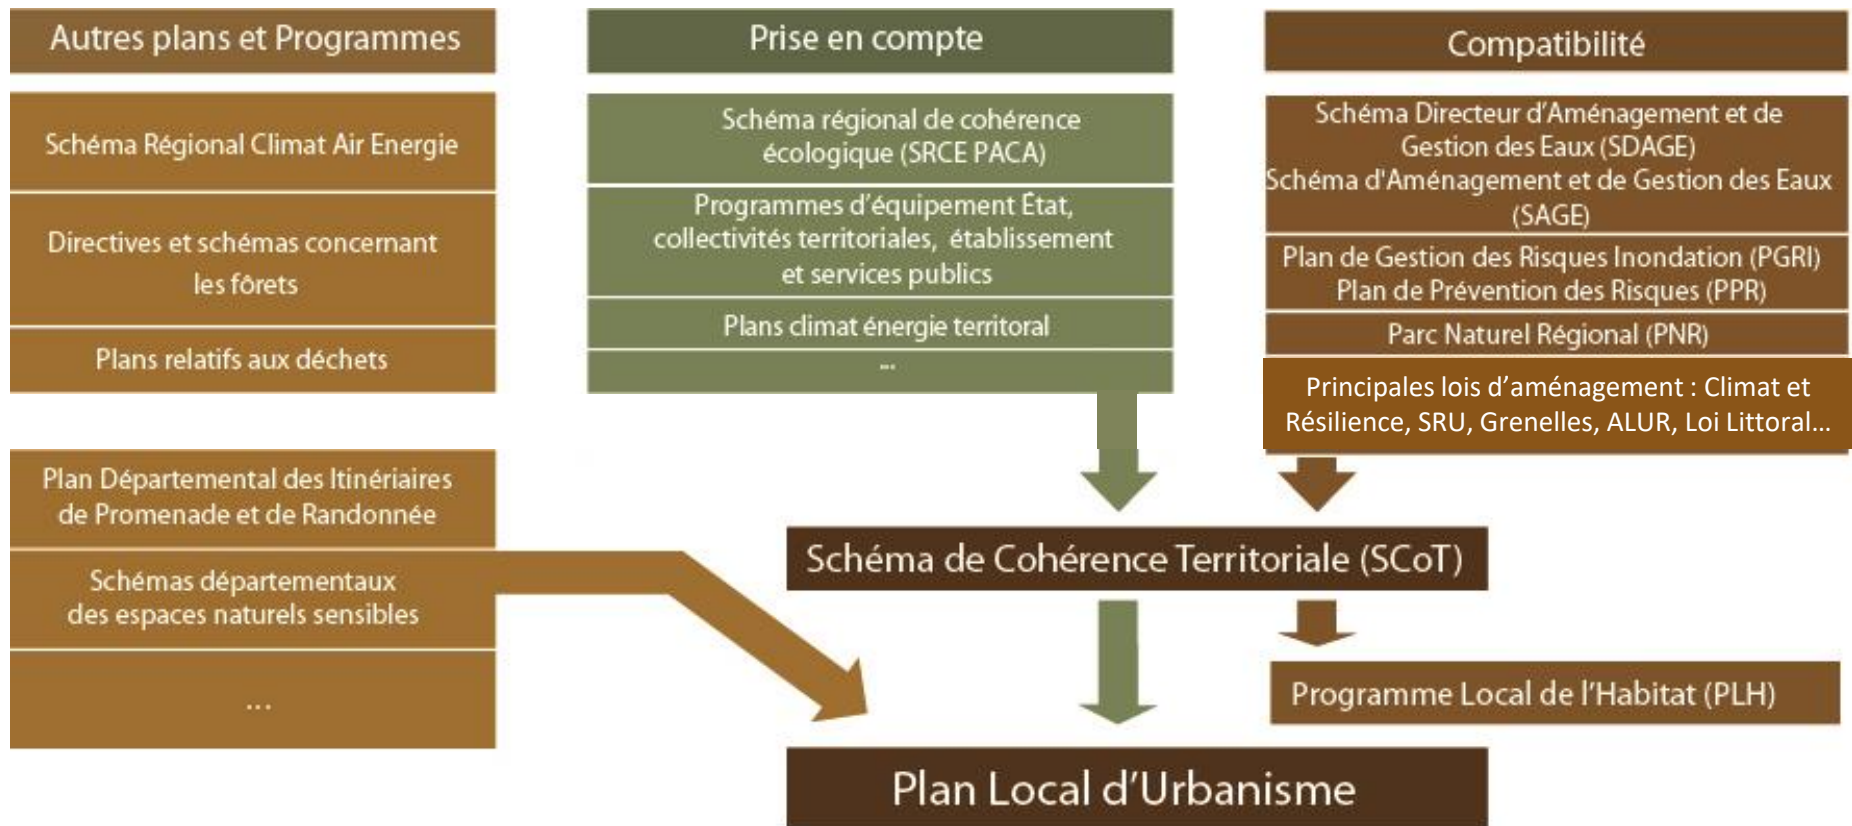 Autres plans et Programmes
Schéma Régional Climat Air Energie
Directives et schémas concernant
les fôrets
Plans relatifs aux déchets
Plan Départemental des Itinériaires
de Promenade et de Randonnée
Schémas départementaux
des espaces naturels sensibles
...
Prise en compte
Schéma régional de cohérence
écologique (SRCE PACA)
Programmes d’équipement État,
collectivités territoriales, établissement
et services publics
Plans climat énergie territoral
...
Compatibilité
Schéma Directeur d’Aménagement et de
Gestion des Eaux (SDAGE)
Schéma d'Aménagement et de Gestion des Eaux
(SAGE)
Plan de Gestion des Risques Inondation (PGRI)
Plan de Prévention des Risques (PPR)
Parc Naturel Régional (PNR)
Principales lois d’aménagement : Climat et
Résilience, SRU, Grenelles, ALUR, Loi Littoral…
Schéma de Cohérence Territoriale (SCoT)
Programme Local de l’Habitat (PLH)
Plan Local d’Urbanisme